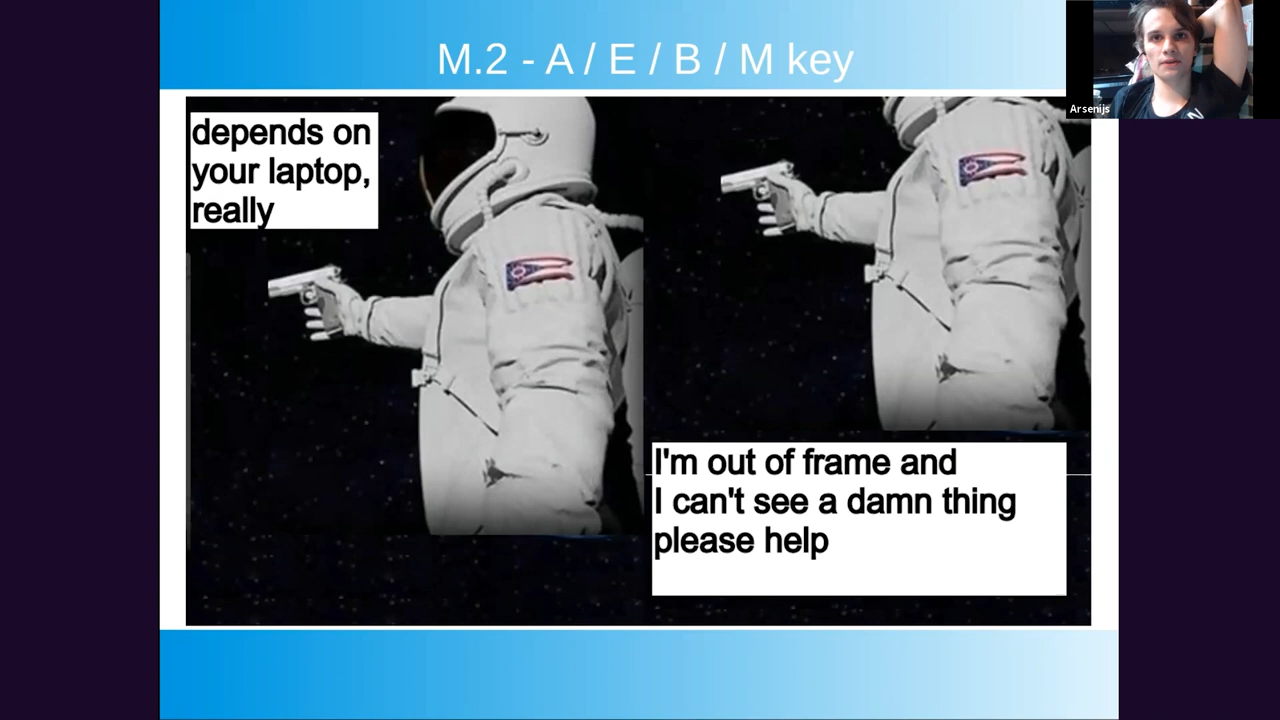 M.2 - A / E / B / M key
Arsenijs
depends on
your laptop,
really
I'm out of frame and
I can't see a damn thing
please help